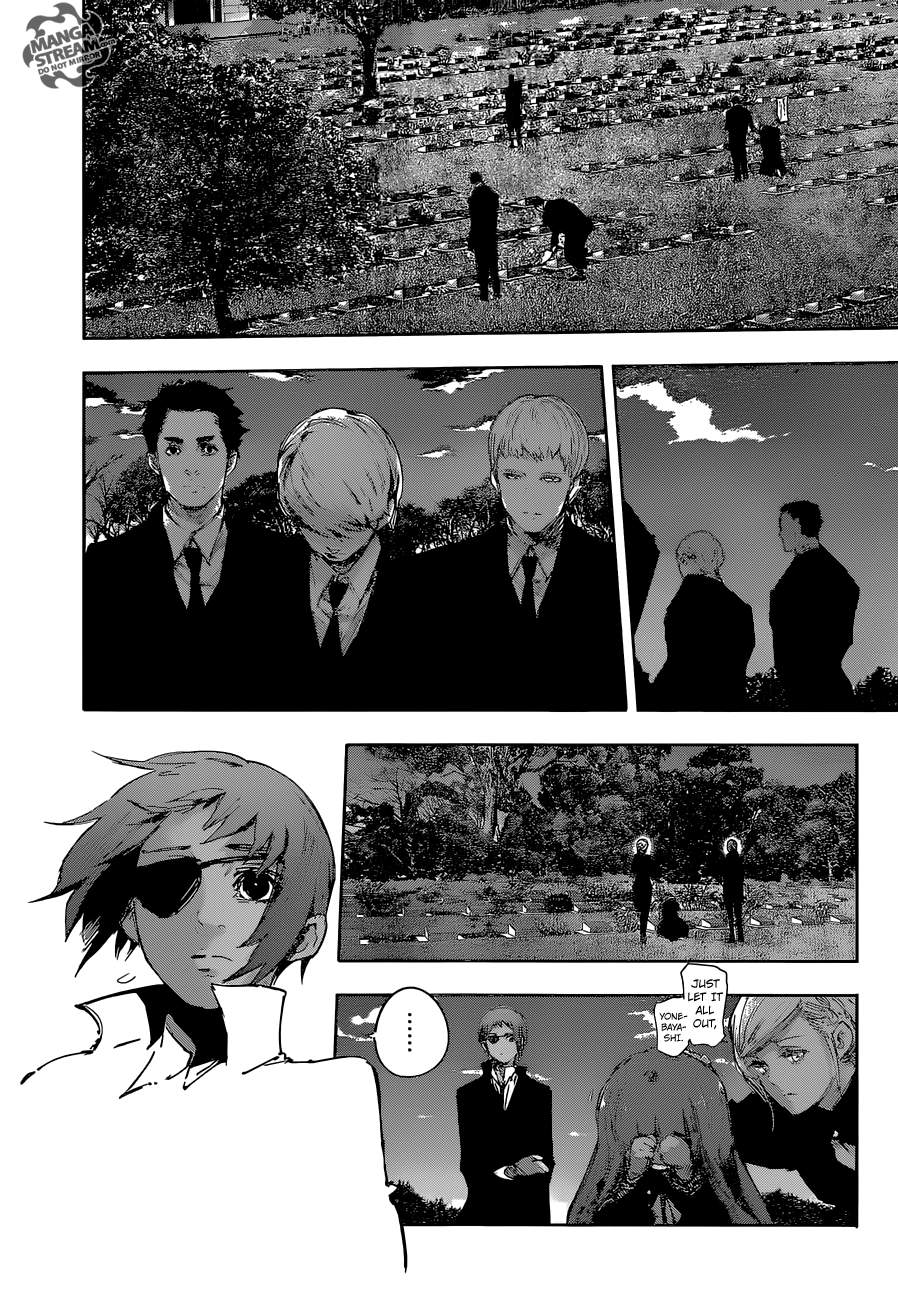 MANGA
STREAM
DO NOT MIRROR
JUST
LET IT
ALL
OUT,
YONE-
BAYA-
SHI.
......